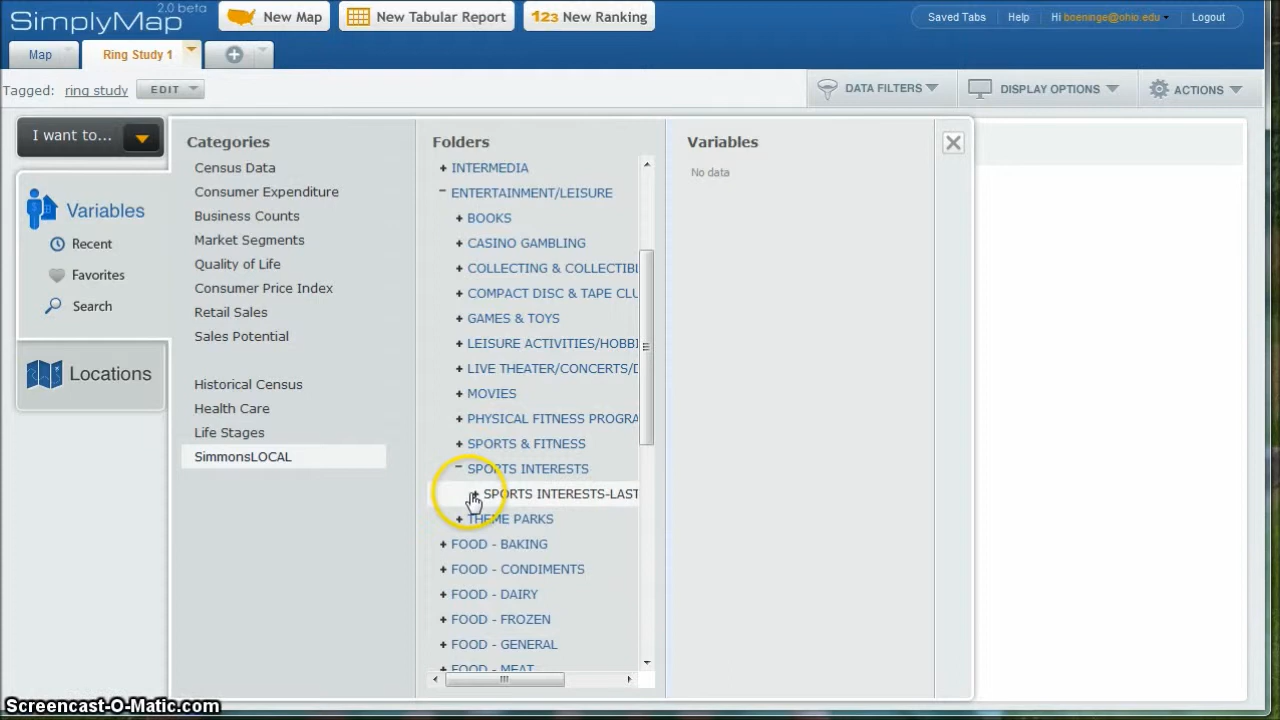 SimplyMap 2.0 beta
New Map
New Tabular Report
123 New Ranking
Saved Tabs
Help
Hi boeninge@ohio.edu
Logout
Map
Ring Study 1
Tagged: ring study
EDIT
DATA FILTERS
DISPLAY OPTIONS
ACTIONS
I want to...
Variables
Recent
Favorites
Search
Locations
Categories
Census Data
Consumer Expenditure
Business Counts
Market Segments
Quality of Life
Consumer Price Index
Retail Sales
Sales Potential
Historical Census
Health Care
Life Stages
SimmonsLOCAL
Folders
INTERMEDIA
ENTERTAINMENT/LEISURE
BOOKS
CASINO GAMBLING
COLLECTING & COLLECTIBL
COMPACT DISC & TAPE CLU
GAMES & TOYS
LEISURE ACTIVITIES/HOBBI
LIVE THEATER/CONCERTS/D
MOVIES
PHYSICAL FITNESS PROGRA
SPORTS & FITNESS
SPORTS INTERESTS
SPORTS INTERESTS-LAST
THEME PARKS
FOOD - BAKING
FOOD - CONDIMENTS
FOOD - DAIRY
FOOD - FROZEN
FOOD - GENERAL
FOOD - MEAT
Variables
No data
Screencast-O-Matic.com